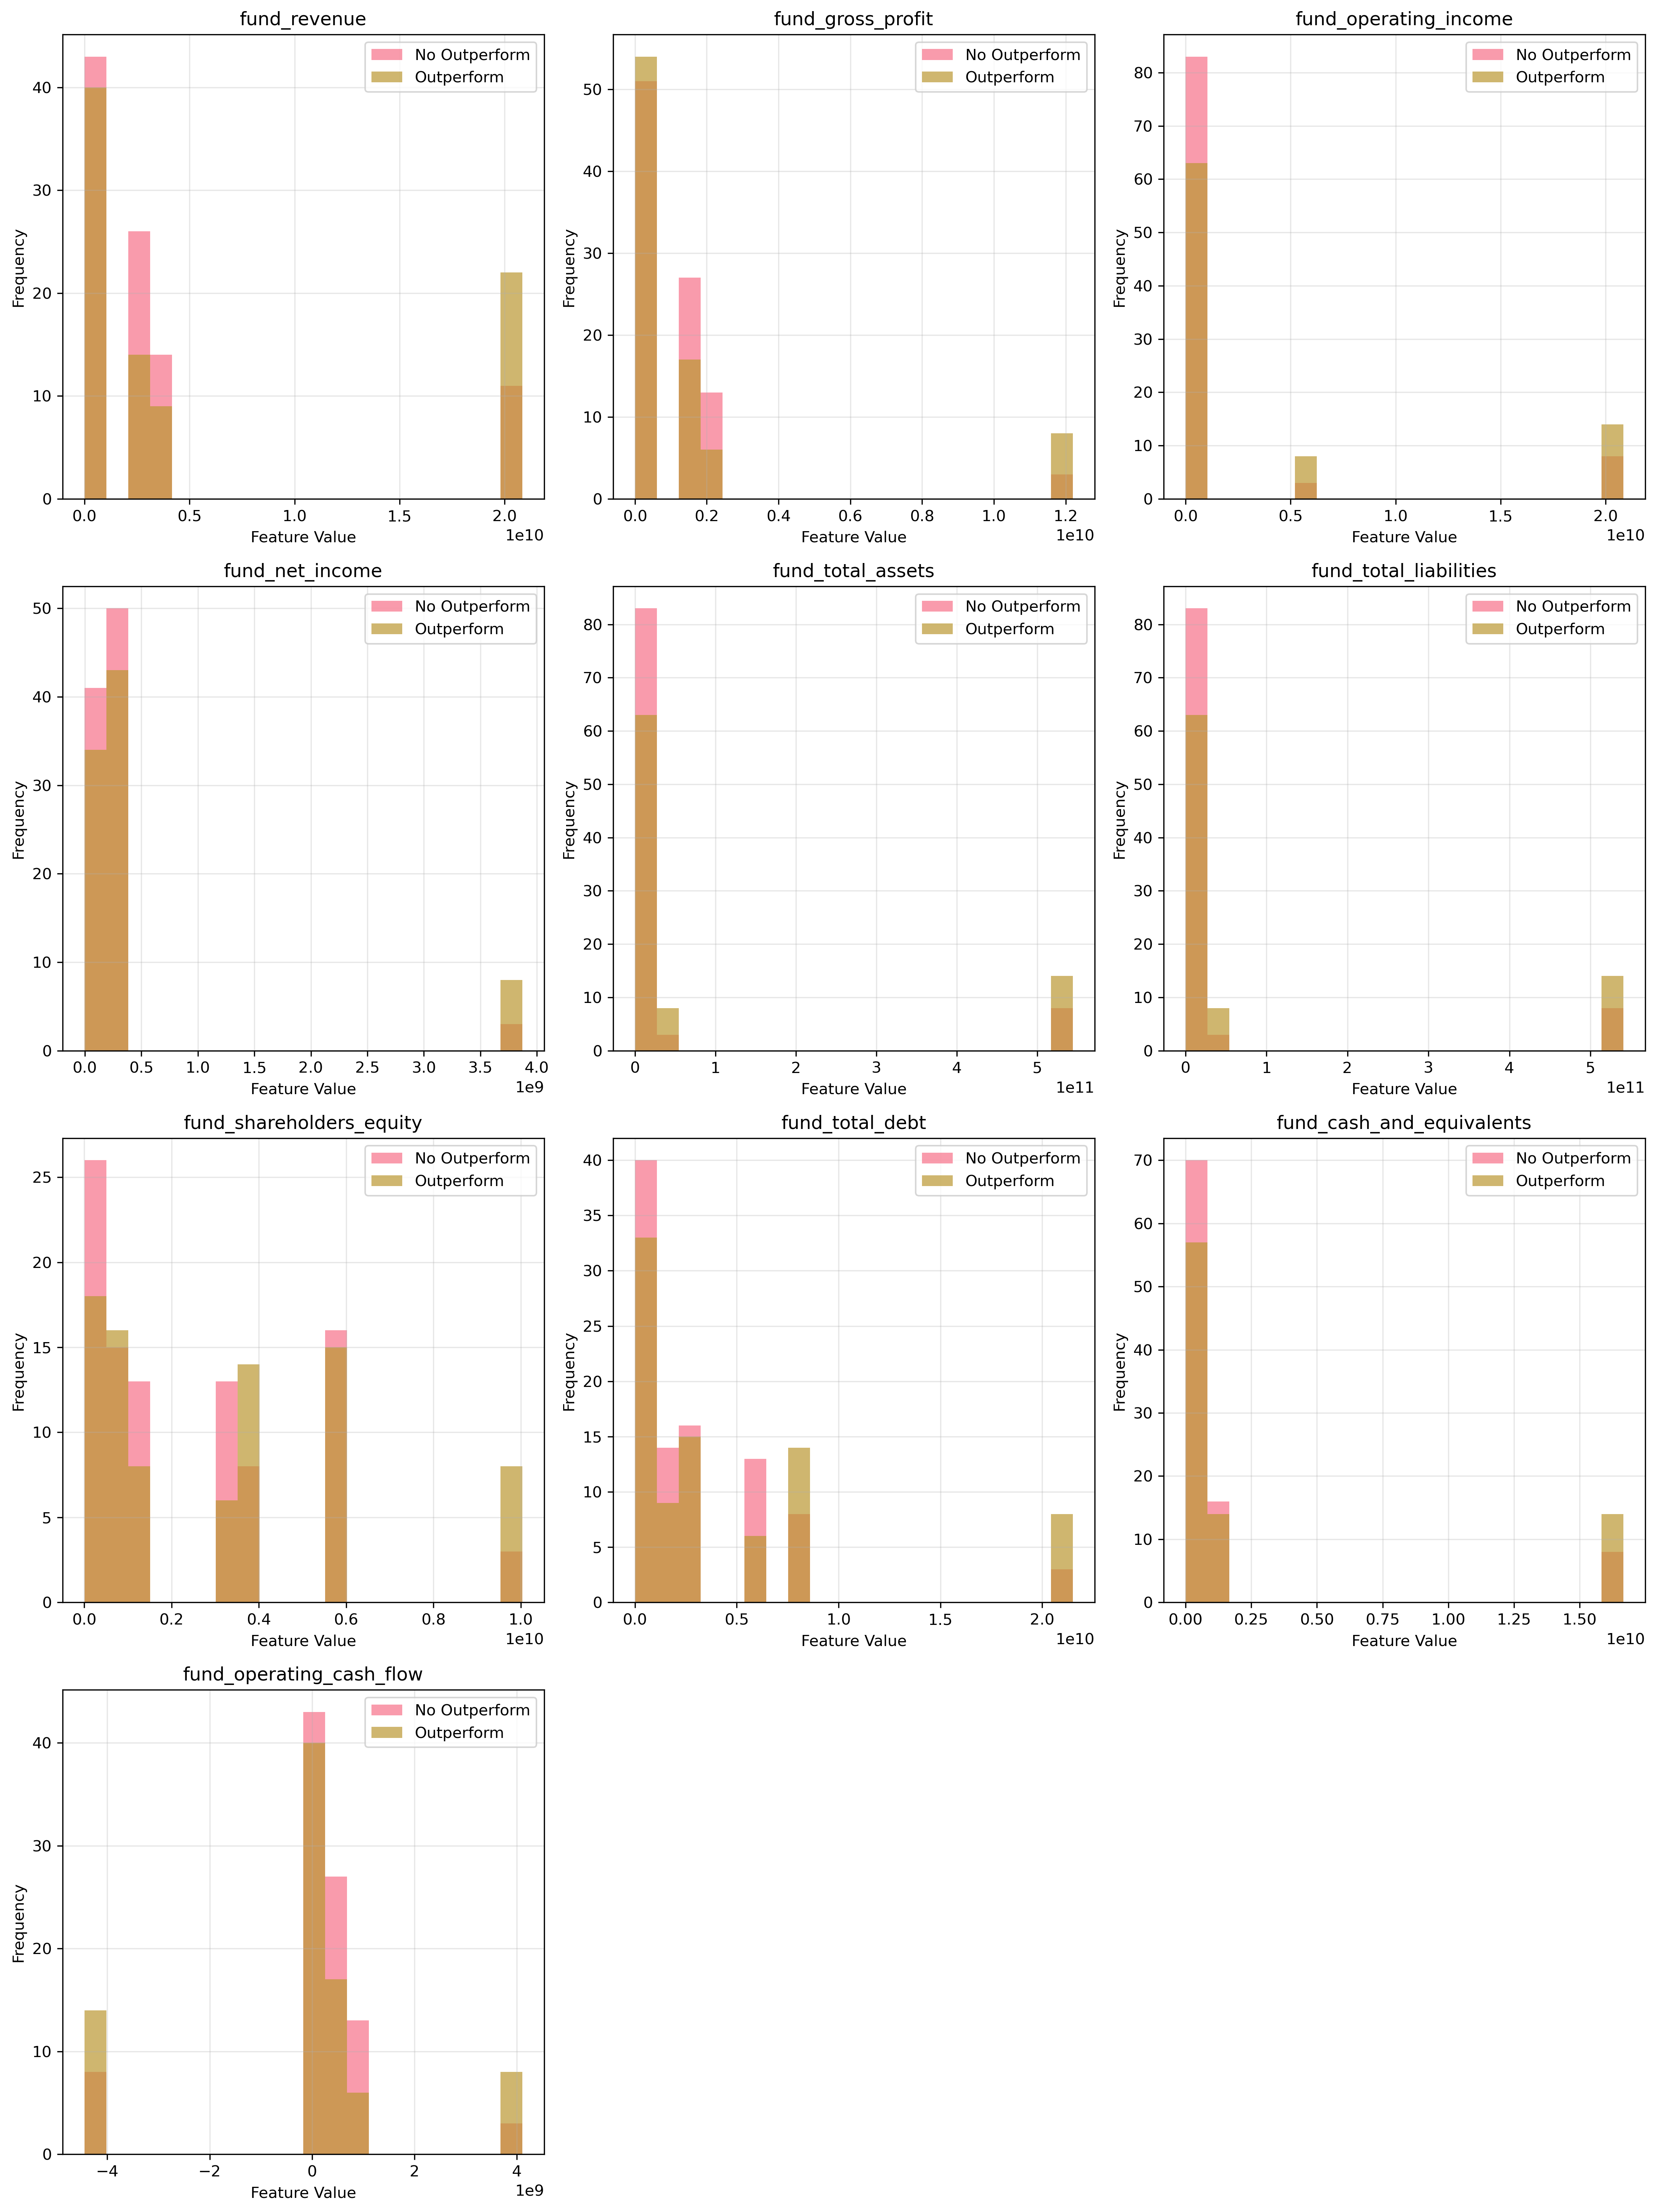 fund_revenue
No Outperform
Outperform
Frequency
40
30
20
10
0
0.0 0.5 1.0 1.5 2.0
1e10
Feature Value
fund_gross_profit
No Outperform
Outperform
Frequency
50
40
30
20
10
0
0.0 0.2 0.4 0.6 0.8 1.0 1.2
1e10
Feature Value
fund_operating_income
No Outperform
Outperform
Frequency
80
70
60
50
40
30
20
10
0
0.0 0.5 1.0 1.5 2.0
1e10
Feature Value
fund_net_income
No Outperform
Outperform
Frequency
50
40
30
20
10
0
0.0 0.5 1.0 1.5 2.0 2.5 3.0 3.5 4.0
1e9
Feature Value
fund_total_assets
No Outperform
Outperform
Frequency
80
70
60
50
40
30
20
10
0
0 1 2 3 4 5
1e11
Feature Value
fund_total_liabilities
No Outperform
Outperform
Frequency
80
70
60
50
40
30
20
10
0
0 1 2 3 4 5
1e11
Feature Value
fund_shareholders_equity
No Outperform
Outperform
Frequency
25
20
15
10
5
0
0.0 0.2 0.4 0.6 0.8 1.0
1e10
Feature Value
fund_total_debt
No Outperform
Outperform
Frequency
40
35
30
25
20
15
10
5
0
0.0 0.5 1.0 1.5 2.0
1e10
Feature Value
fund_cash_and_equivalents
No Outperform
Outperform
Frequency
70
60
50
40
30
20
10
0
0.00 0.25 0.50 0.75 1.00 1.25 1.50
1e10
Feature Value
fund_operating_cash_flow
No Outperform
Outperform
Frequency
40
30
20
10
0
−4 −2 0 2 4
1e9
Feature Value